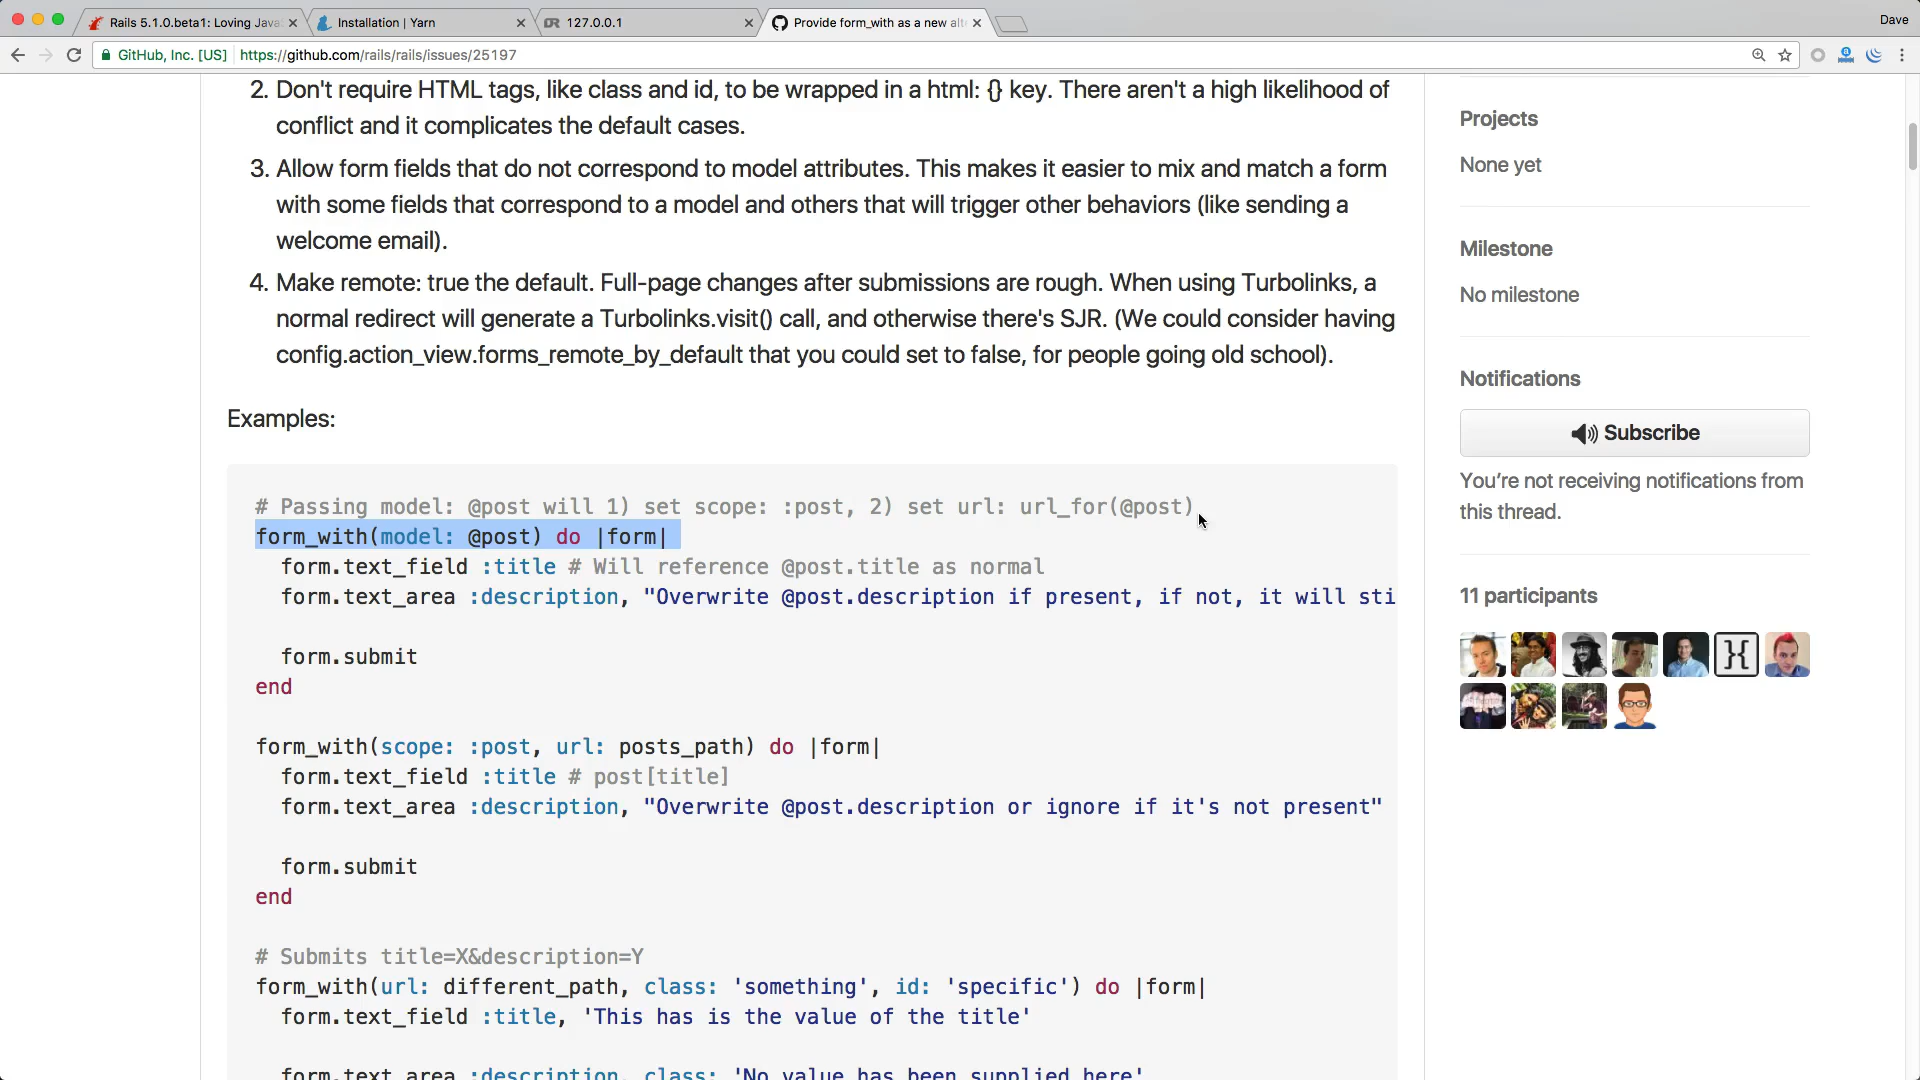 Rails 5.1.0.beta1: Loving Java
Installation | Yarn
127.0.0.1
Provide form_with as a new alt
Dave
GitHub, Inc. [US]
https://github.com/rails/rails/issues/25197
2. Don't require HTML tags, like class and id, to be wrapped in a html: {} key. There aren't a high likelihood of
conflict and it complicates the default cases.
3. Allow form fields that do not correspond to model attributes. This makes it easier to mix and match a form
with some fields that correspond to a model and others that will trigger other behaviors (like sending a
welcome email).
4. Make remote: true the default. Full-page changes after submissions are rough. When using Turbolinks, a
normal redirect will generate a Turbolinks.visit() call, and otherwise there's SJR. (We could consider having
config.action_view.forms_remote_by_default that you could set to false, for people going old school).
Examples:
# Passing model: @post will 1) set scope: :post, 2) set url: url_for(@post)
form_with(model: @post) do |form|
form.text_field :title # Will reference @post.title as normal
form.text_area :description, "Overwrite @post.description if present, if not, it will sti
form.submit
end
form_with(scope: :post, url: posts_path) do |form|
form.text_field :title # post[title]
form.text_area :description, "Overwrite @post.description or ignore if it's not present"
form.submit
end
# Submits title=X&description=Y
form_with(url: different_path, class: 'something', id: 'specific') do |form|
form.text_field :title, 'This has is the value of the title'
form.text_area :description, class: 'No value has been supplied here'
Projects
None yet
Milestone
No milestone
Notifications
Subscribe
You're not receiving notifications from
this thread.
11 participants